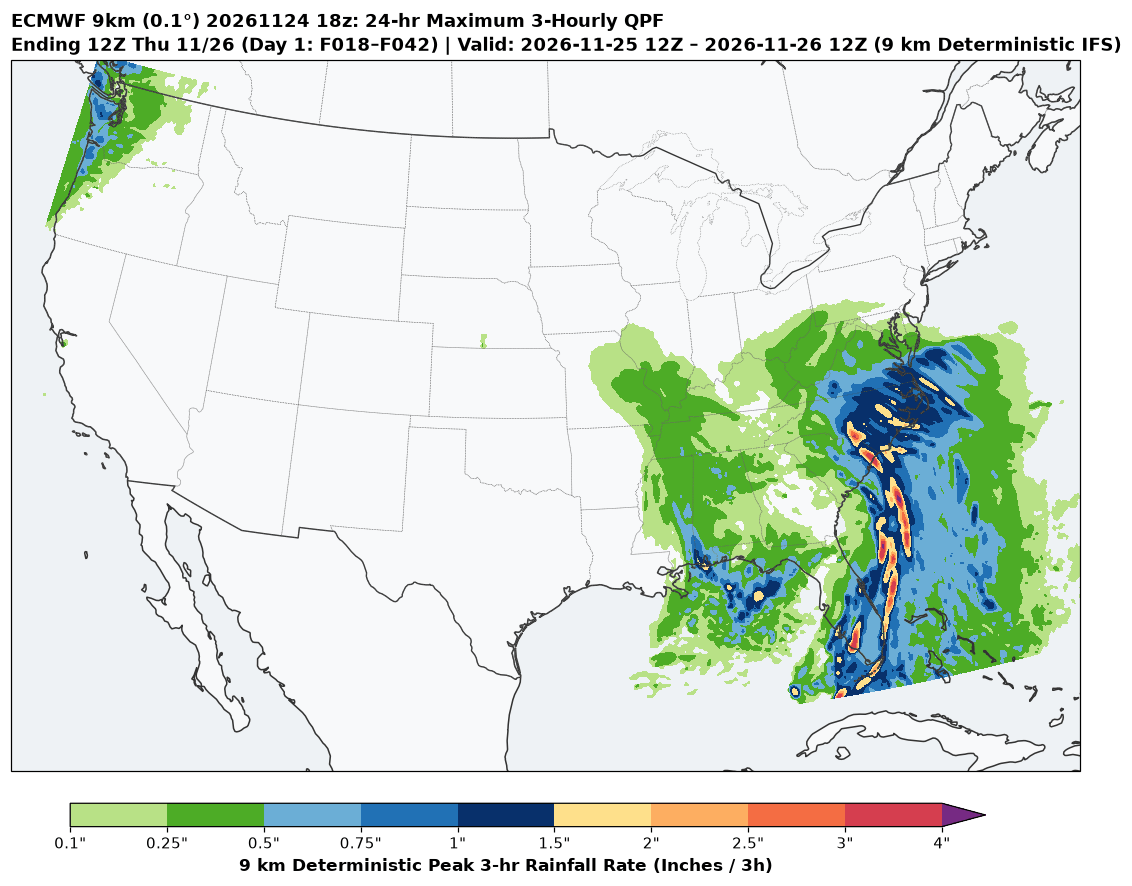 ECMWF 9km (0.1°) 20261124 18z: 24-hr Maximum 3-Hourly QPF
Ending 12Z Thu 11/26 (Day 1: F018–F042) | Valid: 2026-11-25 12Z – 2026-11-26 12Z (9 km Deterministic IFS)
0.1" 0.25" 0.5" 0.75" 1" 1.5" 2" 2.5" 3" 4"
9 km Deterministic Peak 3-hr Rainfall Rate (Inches / 3h)